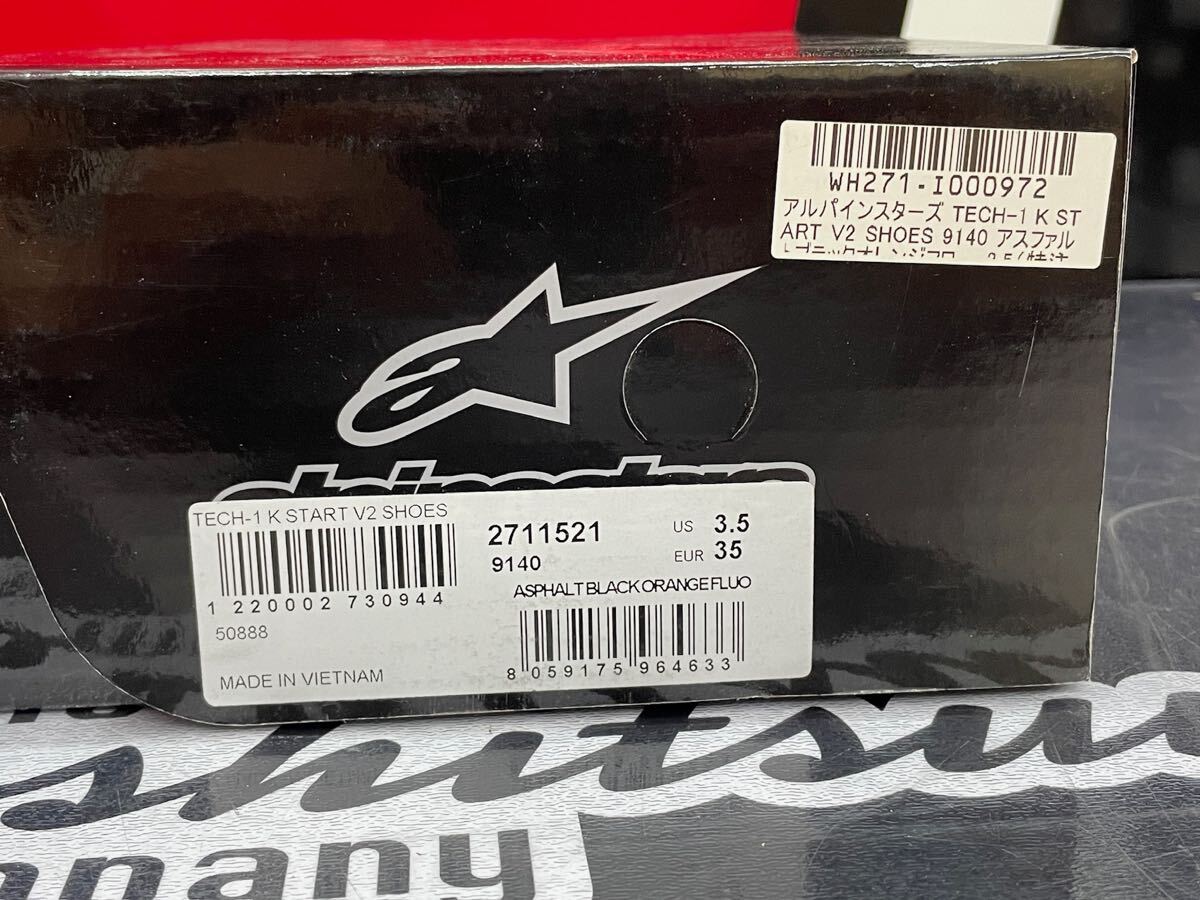 WH271-I000972
アルパインスターズ TECH-1 K ST
ART V2 SHOES 9140 アスファル
TECH-1 K START V2 SHOES
2711521
US 3.5
9140
EUR 35
ASPHALT BLACK ORANGE FLUO
1 220002 730944
50888
8 059175 964633
MADE IN VIETNAM